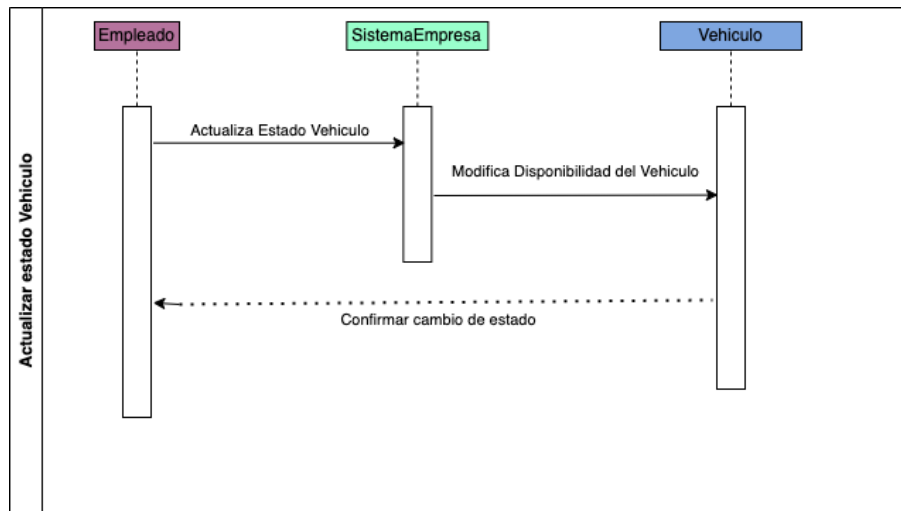 Actualizar estado Vehiculo
Empleado
SistemaEmpresa
Vehiculo
Actualiza Estado Vehiculo
Modifica Disponibilidad del Vehiculo
Confirmar cambio de estado